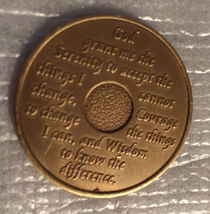 God
grant me the
Serenity to accept the
things I cannot
change, Courage
to change the things
I can, and Wisdom
to know the
difference.